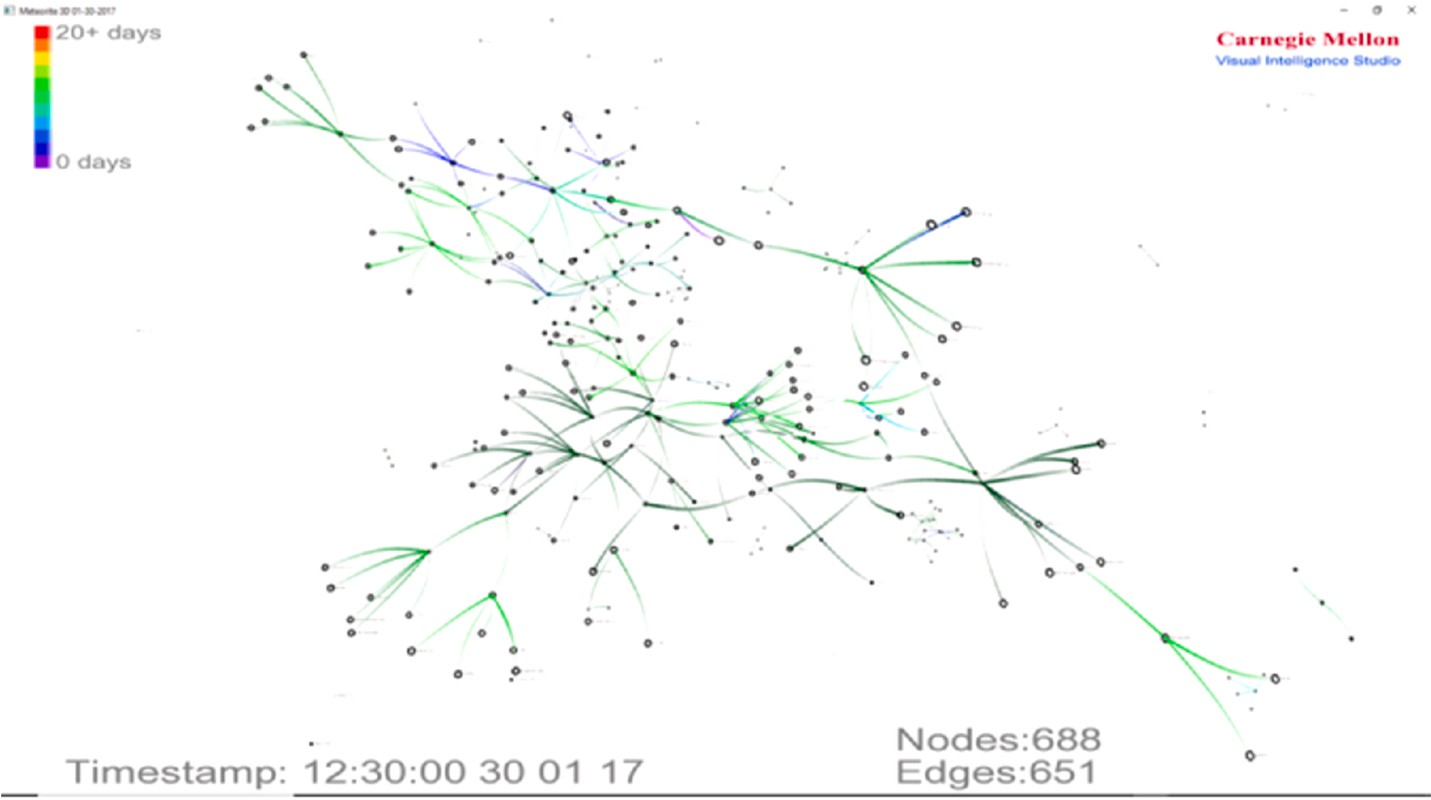 Meteorite 3D 01-30-2017
20+ days
Carnegie Mellon
Visual Intelligence Studio
0 days
Nodes:688
Timestamp: 12:30:00 30 01 17
Edges:651